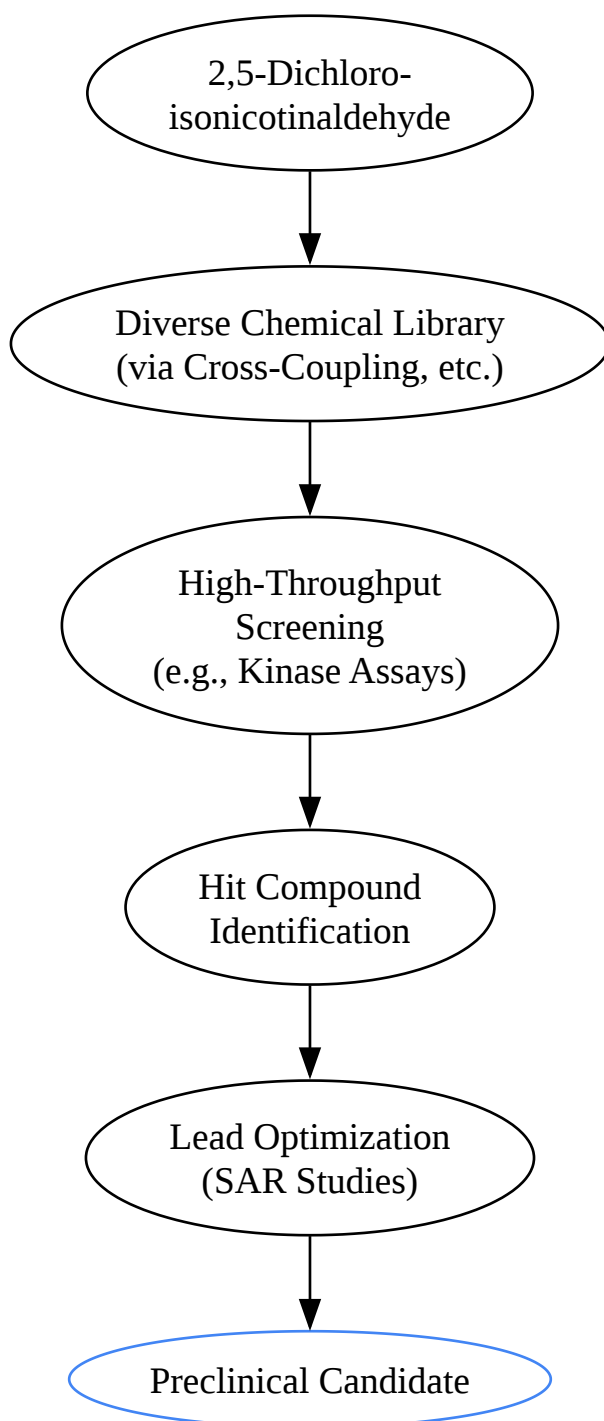 2,5-Dichloro-
isonicotinaldehyde
Diverse Chemical Library
(via Cross-Coupling, etc.)
High-Throughput
Screening
(e.g., Kinase Assays)
Hit Compound
Identification
Lead Optimization
(SAR Studies)
Preclinical Candidate